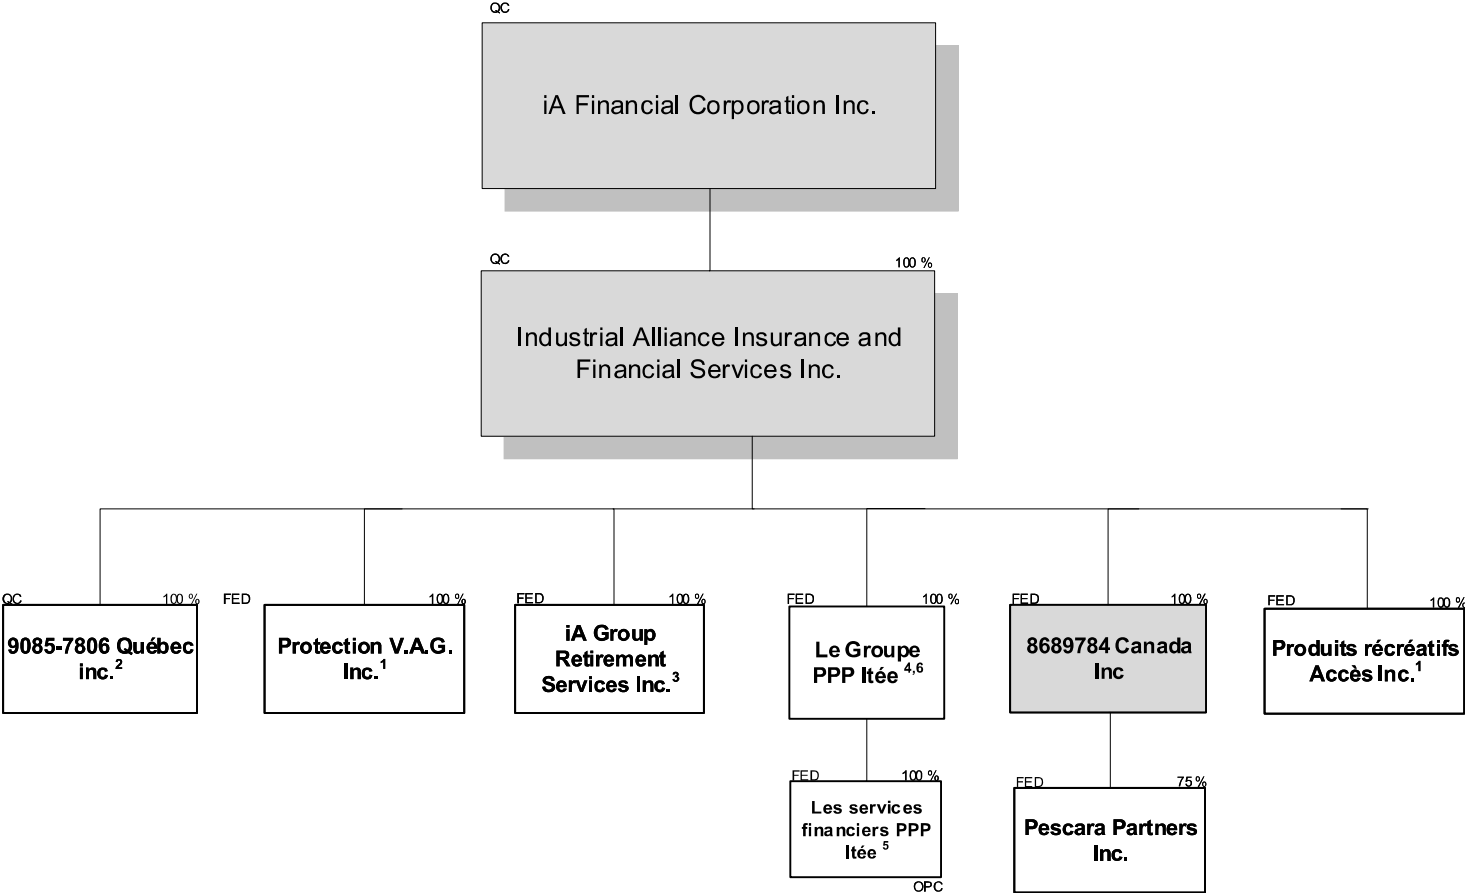 QC
iA Financial Corporation Inc.
QC
100 %
Industrial Alliance Insurance and
Financial Services Inc.
QC
100 %
9085-7806 Québec
inc.2
FED
100 %
Protection V.A.G.
Inc.1
FED
100 %
iA Group
Retirement
Services Inc.3
FED
100 %
Le Groupe
PPP ltée 4,6
FED
100 %
8689784 Canada
Inc
FED
100 %
Produits récréatifs
Accès Inc.1
FED
100 %
Les services
financiers PPP
ltée 5
OPC
FED
75 %
Pescara Partners
Inc.